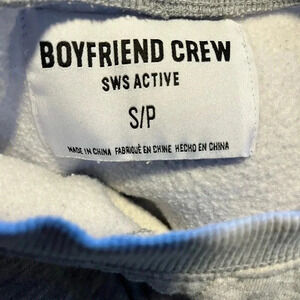 BOYFRIEND CREW
SWS ACTIVE
S/P
MADE IN CHINA FABRIQUÉ EN CHINE HECHO EN CHINA